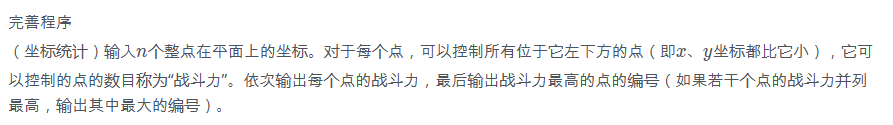 完善程序
（坐标统计）输入n个整点在平面上的坐标。对于每个点，可以控制所有位于它左下方的点（即x、y坐标都比它小），它可
以控制的点的数目称为“战斗力”。依次输出每个点的战斗力，最后输出战斗力最高的点的编号（如果若干个点的战斗力并列
最高，输出其中最大的编号）。